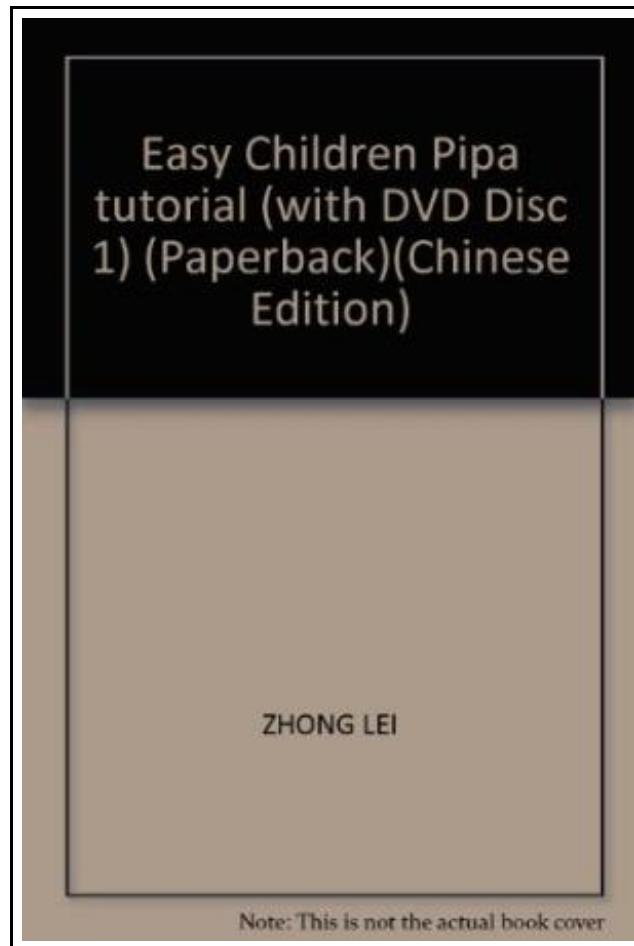 Easy Children Pipa
tutorial (with DVD Disc
1) (Paperback)(Chinese
Edition)
ZHONG LEI
Note: This is not the actual book cover